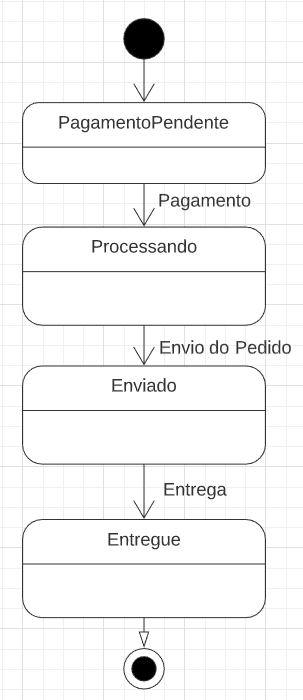 PagamentoPendente
Pagamento
Processando
Envio do Pedido
Enviado
Entrega
Entregue